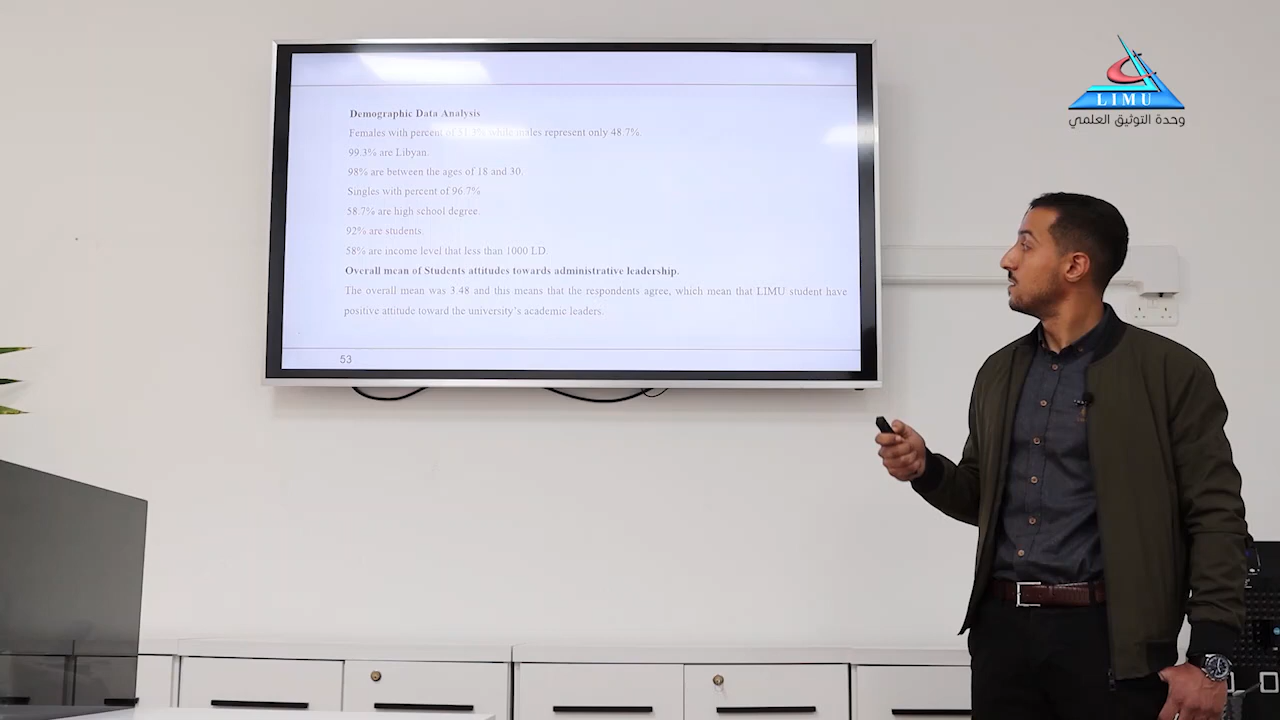 Demographic Data Analysis
Females with percent of 51.3% while males represent only 48.7%.
99.3% are Libyan.
98% are between the ages of 18 and 30.
Singles with percent of 96.7%
58.7% are high school degree.
92% are students.
58% are income level that less than 1000 LD.
Overall mean of Students attitudes towards administrative leadership.
The overall mean was 3.48 and this means that the respondents agree, which mean that LIMU student have
positive attitude toward the university's academic leaders.
53
LIMU
وحدة التوثيق العلمي